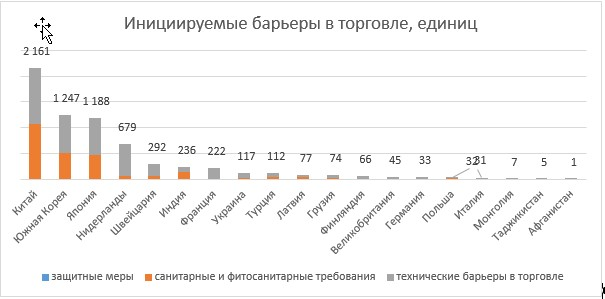 Инициируемые барьеры в торговле, единиц
2 161
1 247
1 188
679
292
236
222
117
112
77
74
66
45
33
32
31
7
5
1
Китай
Южная Корея
Япония
Нидерланды
Швейцария
Индия
Франция
Украина
Турция
Латвия
Грузия
Финляндия
Великобритания
Германия
Польша
Италия
Монголия
Таджикистан
Афганистан
защитные меры
санитарные и фитосанитарные требования
технические барьеры в торговле